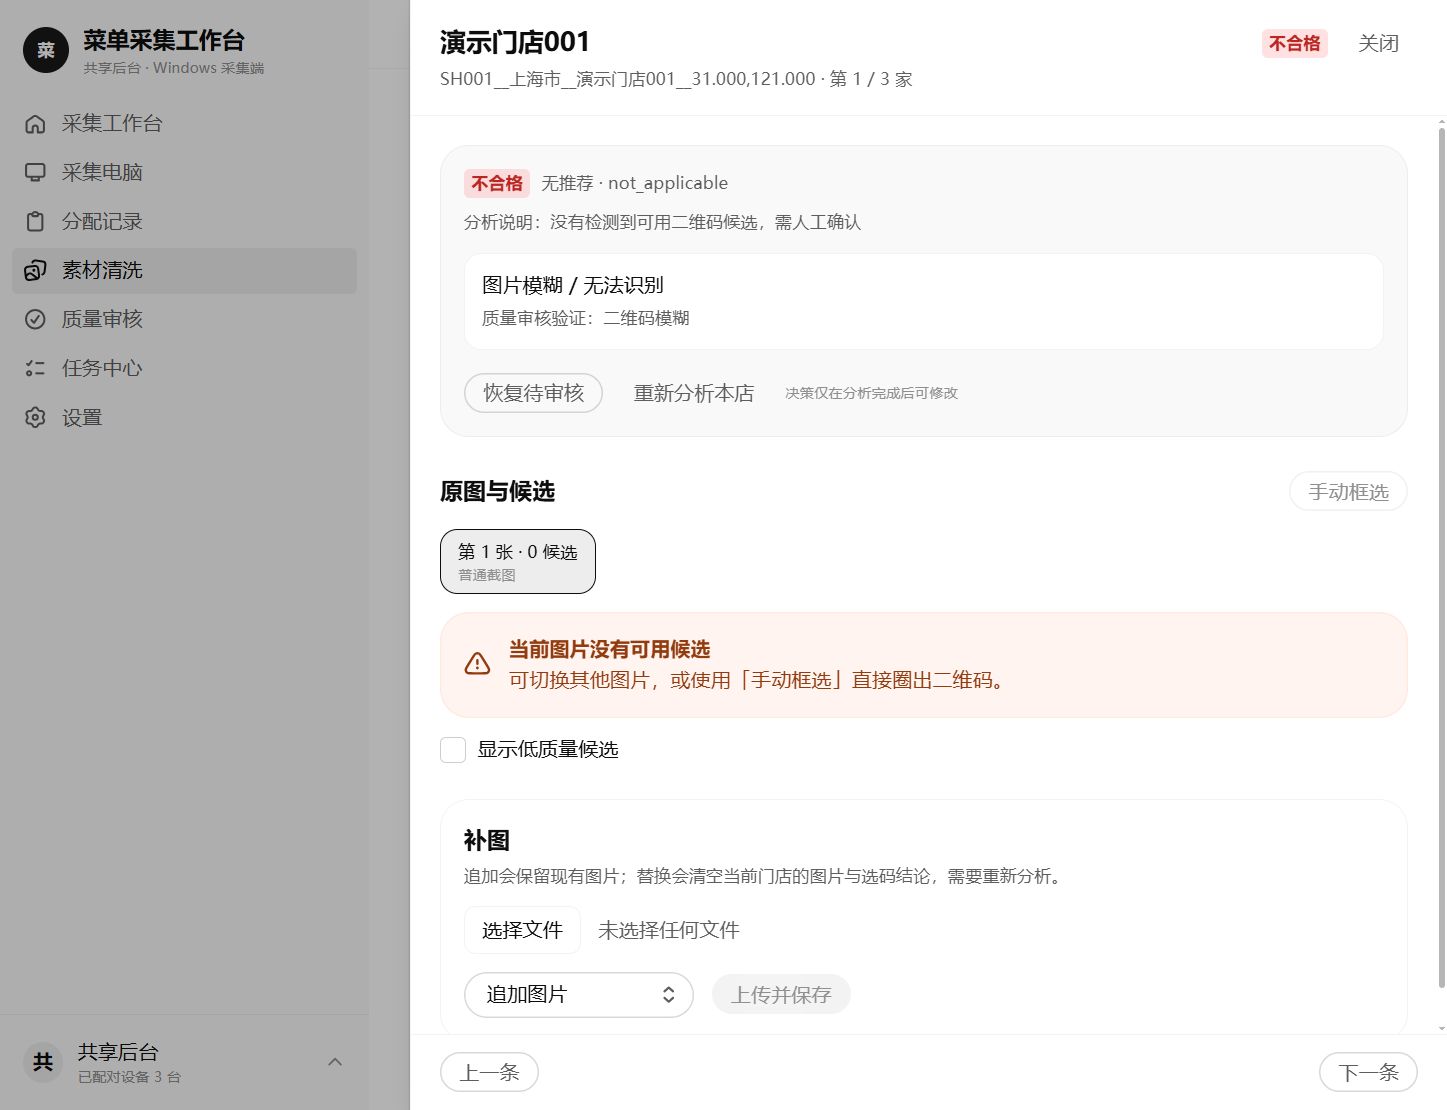 菜
菜单采集工作台
共享后台 · Windows 采集端
采集工作台
采集电脑
分配记录
素材清洗
质量审核
任务中心
设置
共
共享后台
已配对设备 3 台
演示门店001
不合格
关闭
SH001__上海市__演示门店001__31.000,121.000 · 第 1 / 3 家
不合格 无推荐 · not_applicable
分析说明：没有检测到可用二维码候选，需人工确认
图片模糊 / 无法识别
质量审核验证：二维码模糊
恢复待审核 重新分析本店 决策仅在分析完成后可修改
原图与候选
手动框选
第 1 张 · 0 候选
普通截图
当前图片没有可用候选
可切换其他图片，或使用「手动框选」直接圈出二维码。
显示低质量候选
补图
追加会保留现有图片；替换会清空当前门店的图片与选码结论，需要重新分析。
选择文件 未选择任何文件
追加图片 上传并保存
上一条 下一条